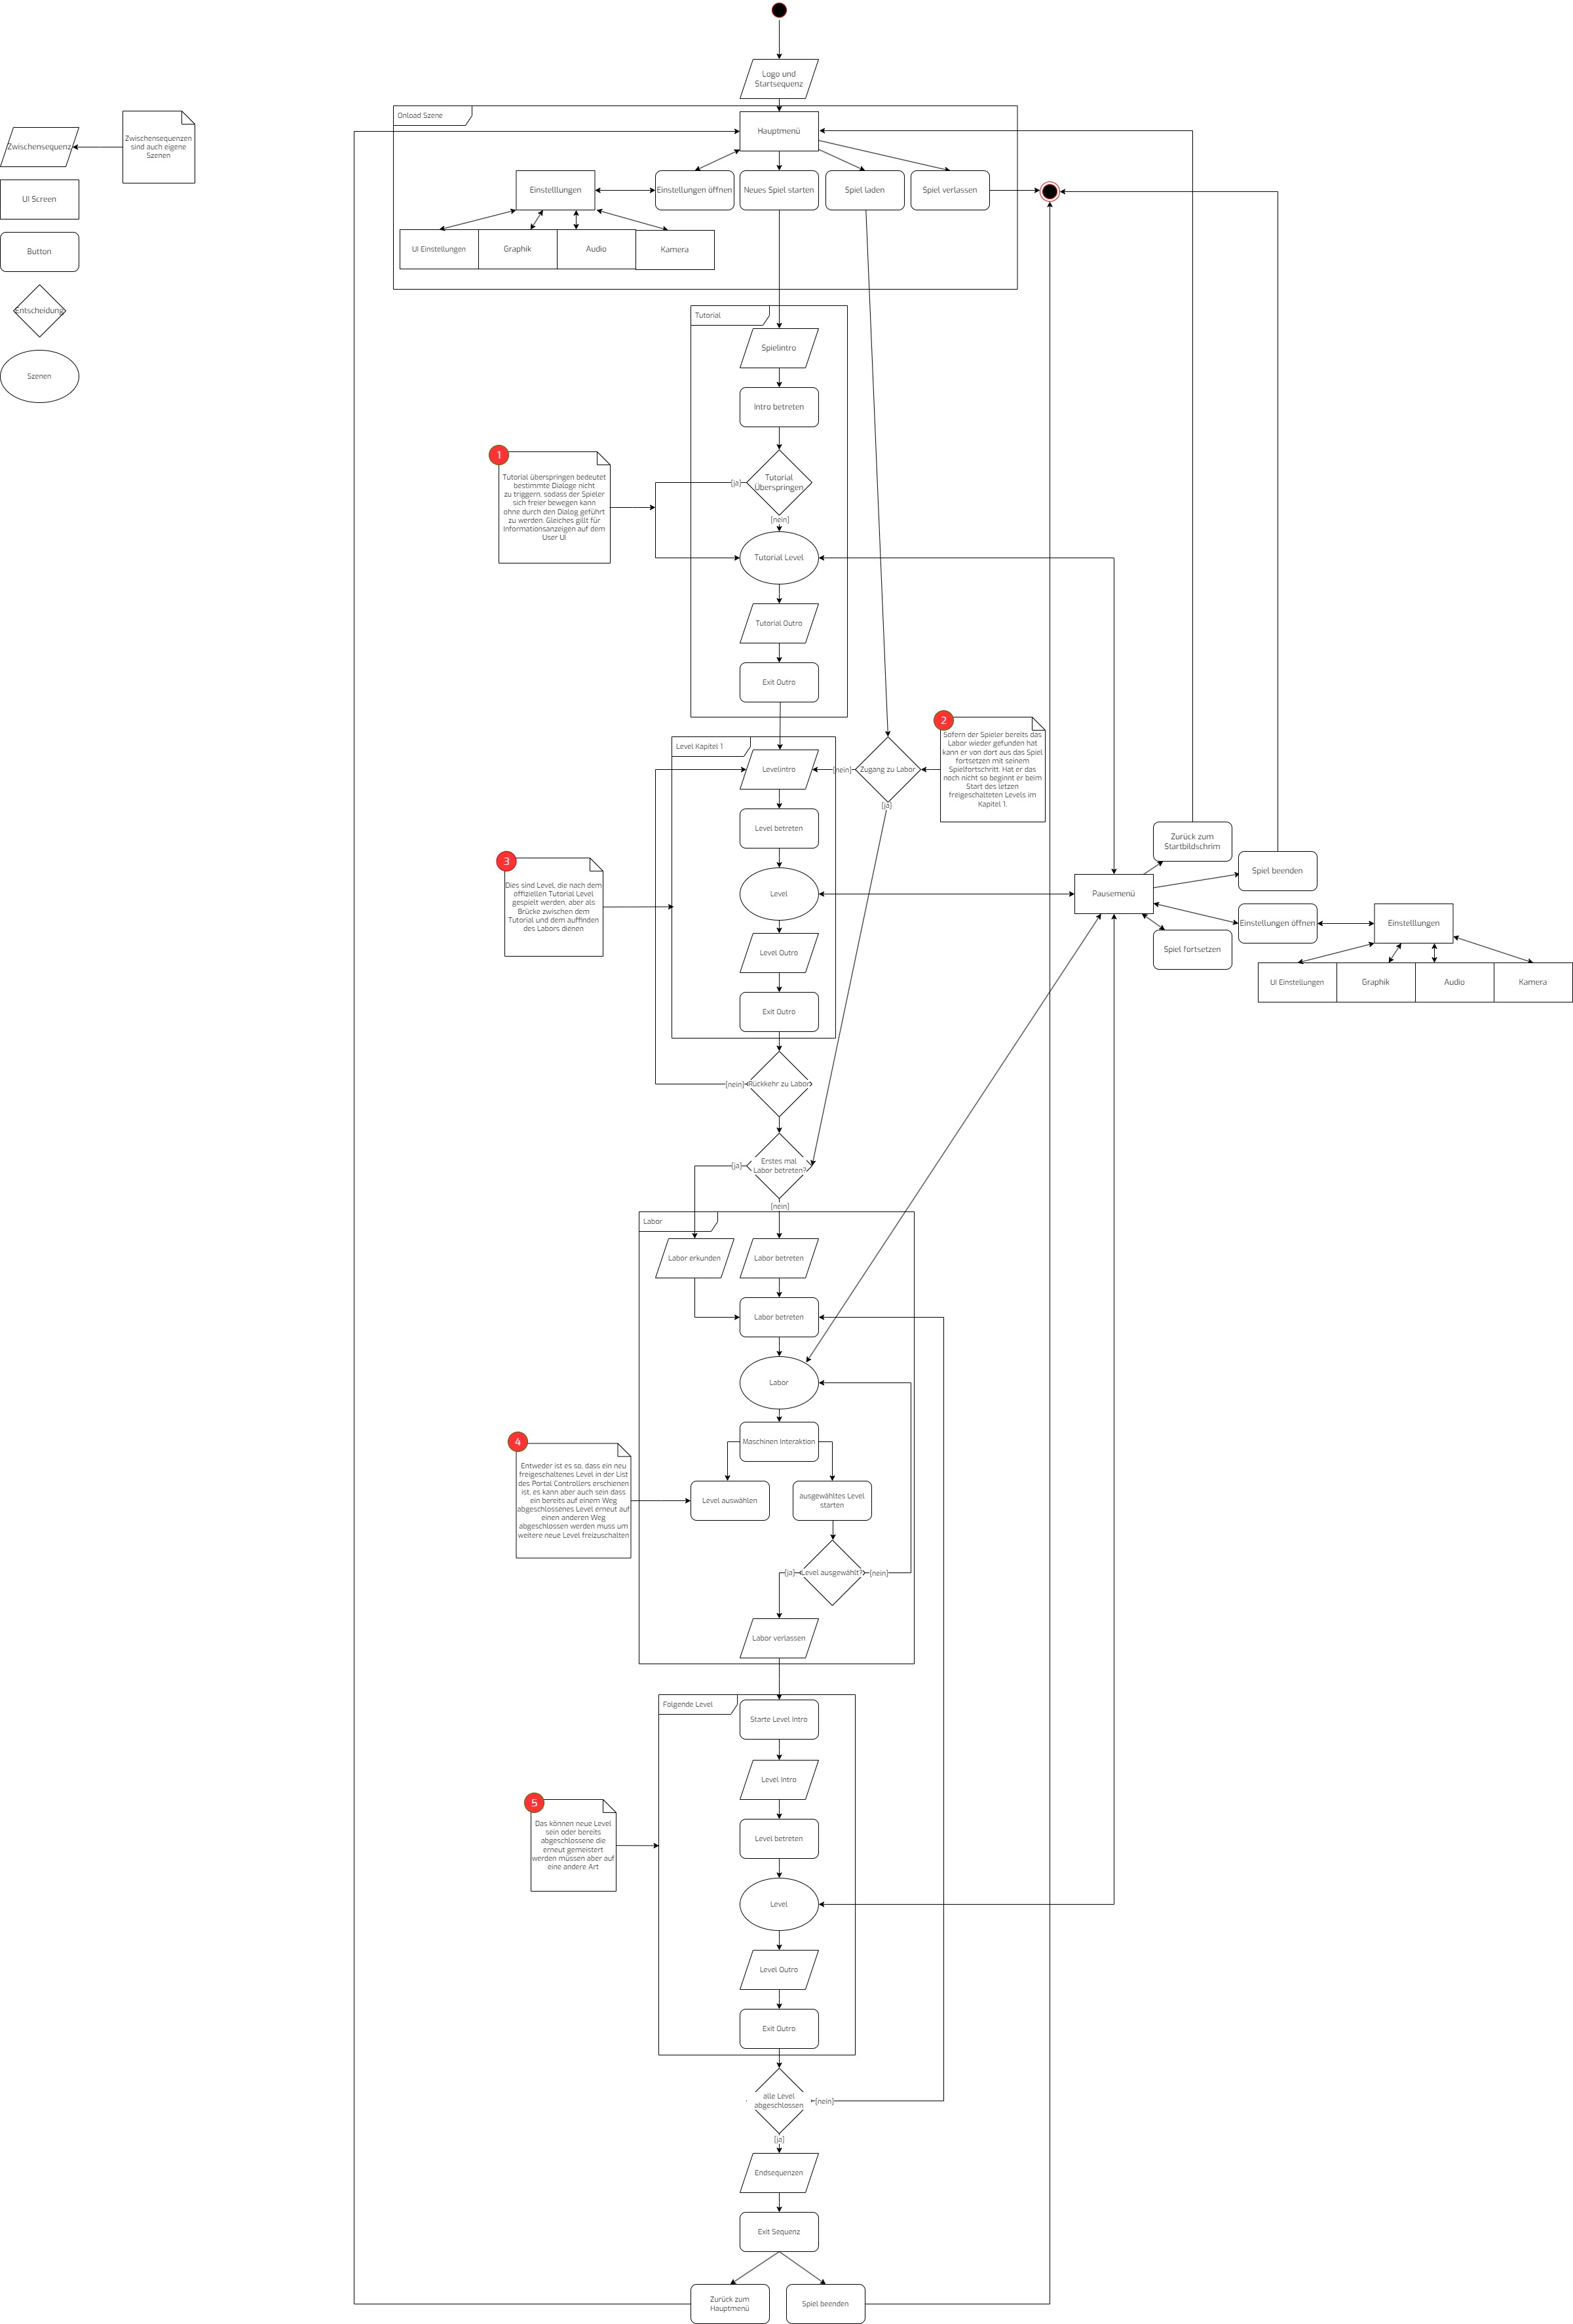 Logo und
Startsequenz
Onload Szene
Hauptmenü
Zwischensequenz
Zwischensequenzen
sind auch eigene
Szenen
UI Screen
Button
Entscheidung
Szenen
Einstelllungen
Einstellungen öffnen
Neues Spiel starten
Spiel laden
Spiel verlassen
UI Einstellungen
Graphik
Audio
Kamera
Tutorial
Spielintro
Intro betreten
1
Tutorial überspringen bedeutet
bestimmte Dialoge nicht
zu triggern, sodass der Spieler
sich freier bewegen kann
ohne durch den Dialog geführt
zu werden. Gleiches gillt für
Informationsanzeigen auf dem
User UI
[ja]
Tutorial
Überspringen
[nein]
Tutorial Level
Tutorial Outro
Exit Outro
2
Sofern der Spieler bereits das
Labor wieder gefunden hat
kann er von dort aus das Spiel
fortsetzen mit seinem
Spielfortschritt. Hat er das
noch nicht so beginnt er beim
Start des letzen
freigeschalteten Levels im
Kapitel 1.
Level Kapitel 1
Levelintro
[nein]
Zugang zu Labor
[ja]
Level betreten
3
Dies sind Level, die nach dem
offiziellen Tutorial Level
gespielt werden, aber als
Brücke zwischen dem
Tutorial und dem auffinden
des Labors dienen
Level
Level Outro
Exit Outro
Zurück zum
Startbildschrim
Spiel beenden
Pausemenü
Einstellungen öffnen
Einstelllungen
Spiel fortsetzen
UI Einstellungen
Graphik
Audio
Kamera
[nein]
Rückkehr zu Labor
[ja]
Erstes mal
Labor betreten?
[nein]
Labor
Labor erkunden
Labor betreten
Labor betreten
Labor
Maschinen Interaktion
4
Entweder ist es so, dass ein neu
freigeschaltenes Level in der List
des Portal Controllers erschienen
ist, es kann aber auch sein dass
ein bereits auf einem Weg
abgeschlossenes Level erneut auf
einen anderen Weg
abgeschlossen werden muss um
weitere neue Level freizuschalten
Level auswählen
ausgewähltes Level
starten
[ja]
Level ausgewählt?
[nein]
Labor verlassen
Folgende Level
Starte Level Intro
Level Intro
5
Das können neue Level
sein oder bereits
abgeschlossene die
erneut gemeistert
werden müssen aber auf
eine andere Art
Level betreten
Level
Level Outro
Exit Outro
alle Level
abgeschlossen
[nein]
[ja]
Endsequenzen
Exit Sequenz
Zurück zum
Hauptmenü
Spiel beenden